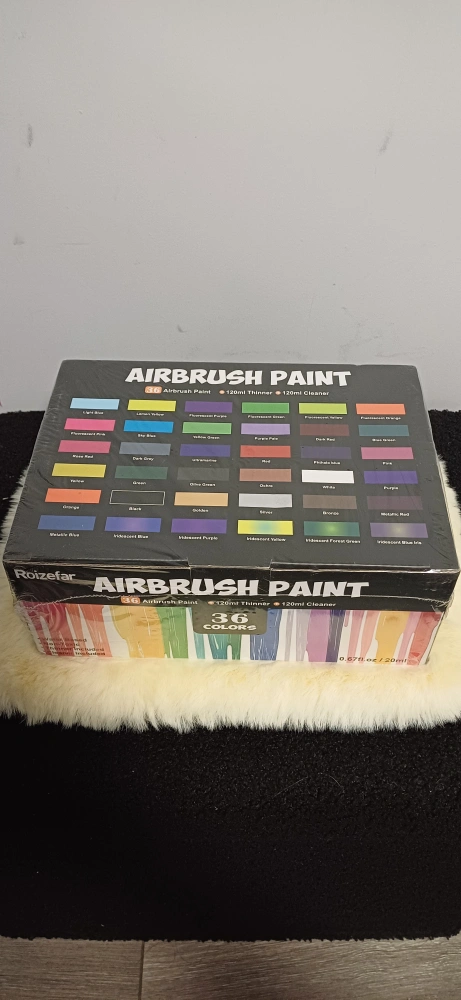 AIRBRUSH PAINT
36 Airbrush Paint 120ml Thinner 120ml Cleaner
Light Blue Lemon Yellow Fluorescent Purple Fluorescent Green Fluorescent Yellow Fluorescent Orange
Fluorescent Pink Sky Blue Yellow Green Purple Pale Dark Red Blue Green
Rose Red Dark Grey Ultramarine Red Phthalo blue Pink
Yellow Green Olive Green Ochre White Purple
Orange Black Golden Silver Bronze Metallic Red
Metallic Blue Iridescent Blue Iridescent Purple Iridescent Yellow Iridescent Forest Green Iridescent Blue Iris
Roizefar
AIRBRUSH PAINT
36 Airbrush Paint 120ml Thinner 120ml Cleaner
36
COLORS
Included
Included
0.67fl.oz / 20ml